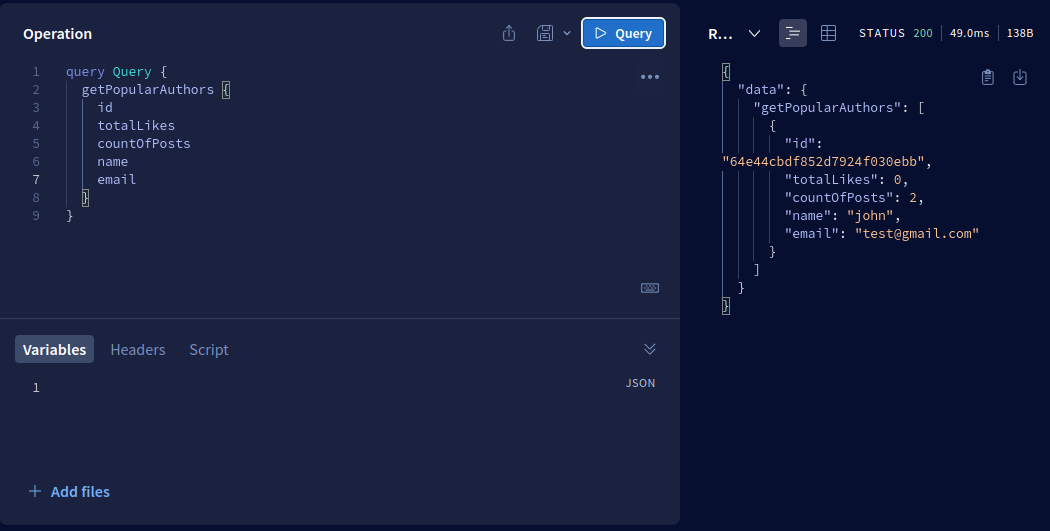 Operation
Query
1 query Query {
2 getPopularAuthors {
3 id
4 totalLikes
5 countOfPosts
6 name
7 email
8 }
9 }
Variables Headers Script
1
JSON
+ Add files
R... STATUS 200 49.0ms 138B
{
"data": {
"getPopularAuthors": [
{
"id":
"64e44cbdf852d7924f030ebb",
"totalLikes": 0,
"countOfPosts": 2,
"name": "john",
"email": "test@gmail.com"
}
]
}
}